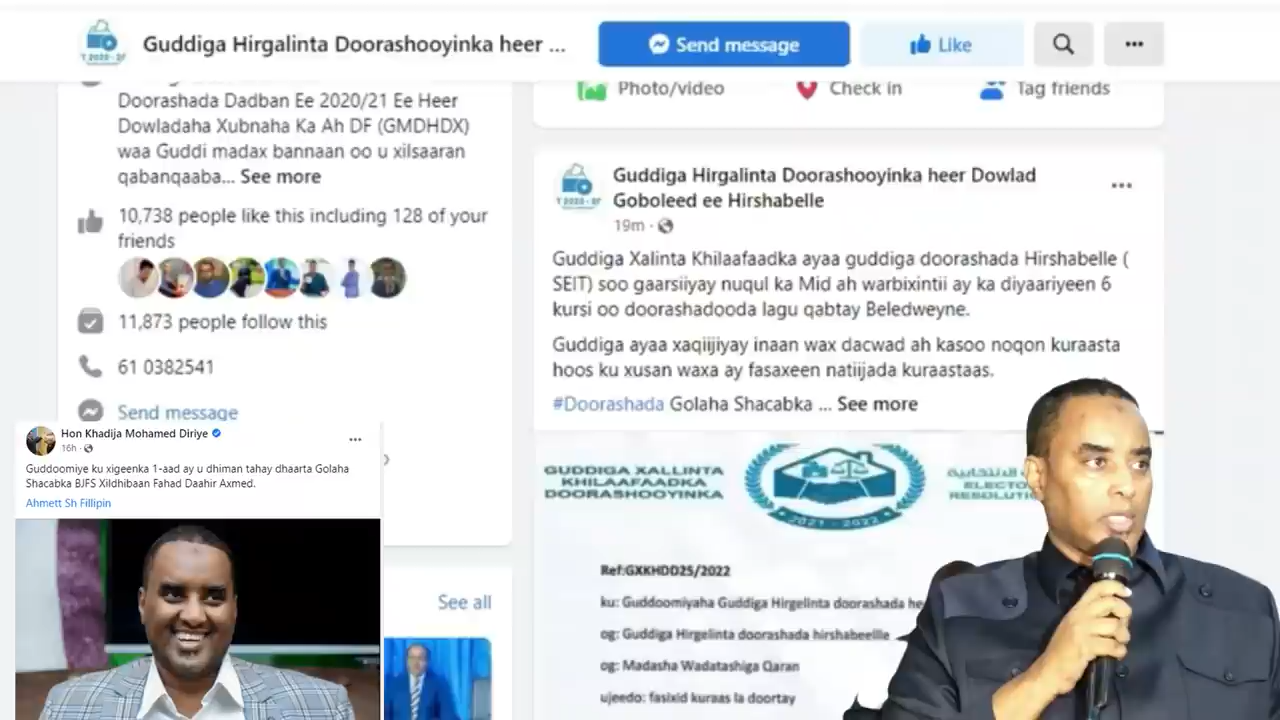 Guddiga Hirgalinta Doorashooyinka heer ...
Send message
Like
Doorashada Dadban Ee 2020/21 Ee Heer
Dowladaha Xubnaha Ka Ah DF (GMDHDX)
waa Guddi madax bannaan oo u xilsaaran
qabanqaaba... See more
10,738 people like this including 128 of your
friends
11,873 people follow this
61 0382541
Send message
See all
Photo/video
Check in
Tag friends
Guddiga Hirgalinta Doorashooyinka heer Dowlad
Goboleed ee Hirshabelle
19m
Guddiga Xalinta Khilaafaadka ayaa guddiga doorashada Hirshabelle (
SEIT) soo gaarsiiyay nuqul ka Mid ah warbixintii ay ka diyaariyeen 6
kursi oo doorashadooda lagu qabtay Beledweyne.
Guddiga ayaa xaqiijiyay inaan wax dacwad ah kasoo noqon kuraasta
hoos ku xusan waxa ay fasaxeen natiijada kuraastaas.
#Doorashada Golaha Shacabka ... See more
GUDDIGA XALLINTA
KHILAAFAADKA
DOORASHOOYINKA
2021 - 2022
Ref:GXKHDD25/2022
ku: Guddoomiyaha Guddiga Hirgelinta doorashada
og: Guddiga Hirgelinta doorashada hirshabeellle
og: Madasha Wadatashiga Qaran
ujeedo: fasixid kuraas la doortay
Hon Khadija Mohamed Diriye
16h
Guddoomiye ku xigeenka 1-aad ay u dhiman tahay dhaarta Golaha
Shacabka BJFS Xildhibaan Fahad Daahir Axmed.
Ahmett Sh Fillipin